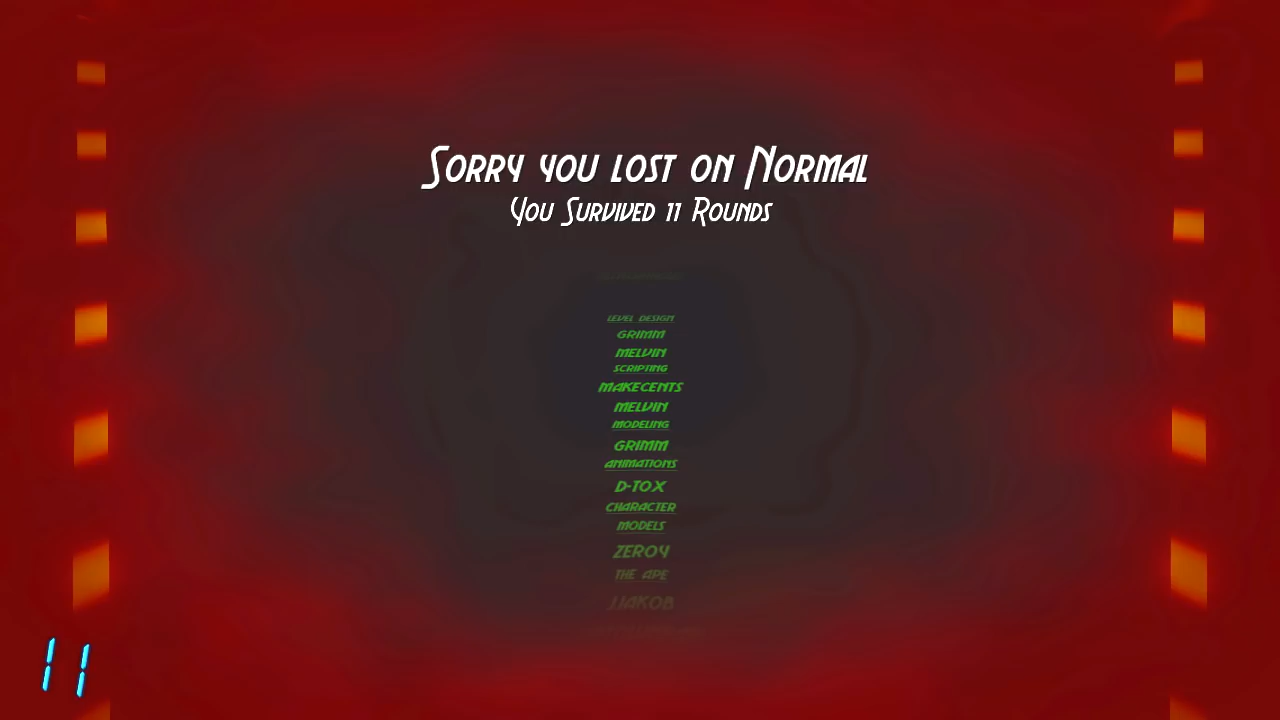 Sorry you lost on Normal
You Survived 11 Rounds
LEVEL DESIGN
GRIMM
MELVIN
SCRIPTING
MAKECENTS
MELVIN
MODELING
GRIMM
ANIMATIONS
D-TOX
CHARACTER
MODELS
ZEROY
THE APE
JJAKOB
11